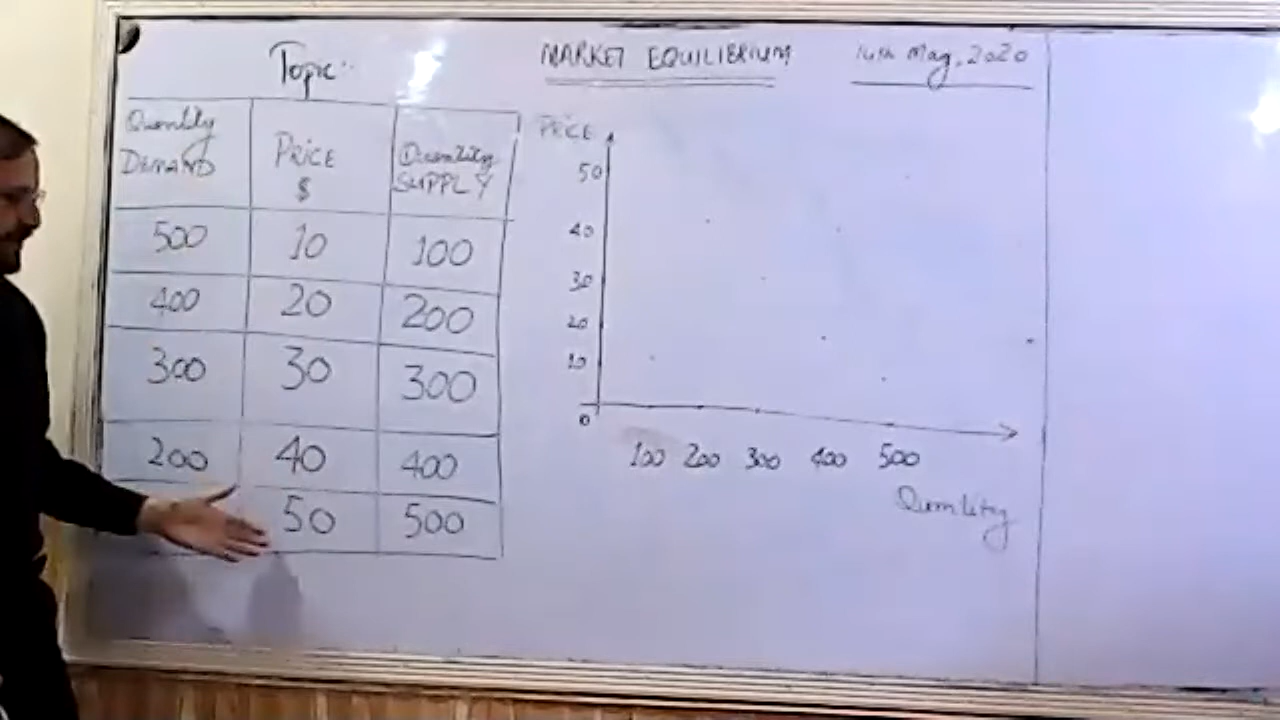 Topic:
MARKET EQUILIBRIUM
14th May, 2020
Quantity DEMAND PRICE $ Quantity SUPPLY
500 10 100
400 20 200
300 30 300
200 40 400
50 500
PRICE
50
40
30
20
10
0
100 200 300 400 500
Quantity